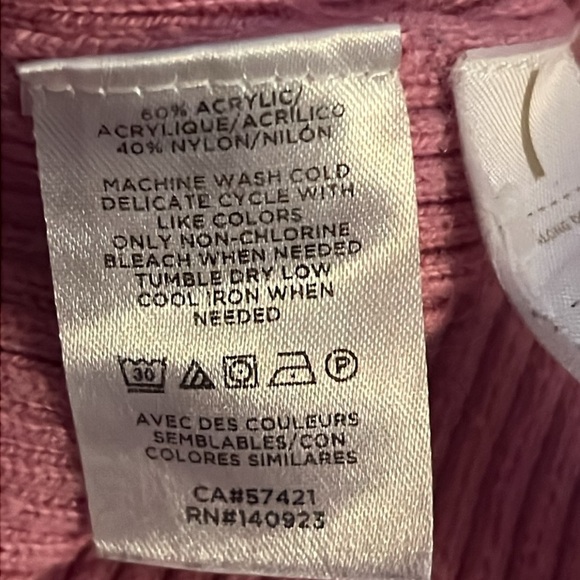 60% ACRYLIC/
ACRYLIQUE/ACRÍLICO
40% NYLON/NILÓN
MACHINE WASH COLD
DELICATE CYCLE WITH
LIKE COLORS
ONLY NON-CHLORINE
BLEACH WHEN NEEDED
TUMBLE DRY LOW
COOL IRON WHEN
NEEDED
30 P
AVEC DES COULEURS
SEMBLABLES/CON
COLORES SIMILARES
CA#57421
RN#140923
ALONG